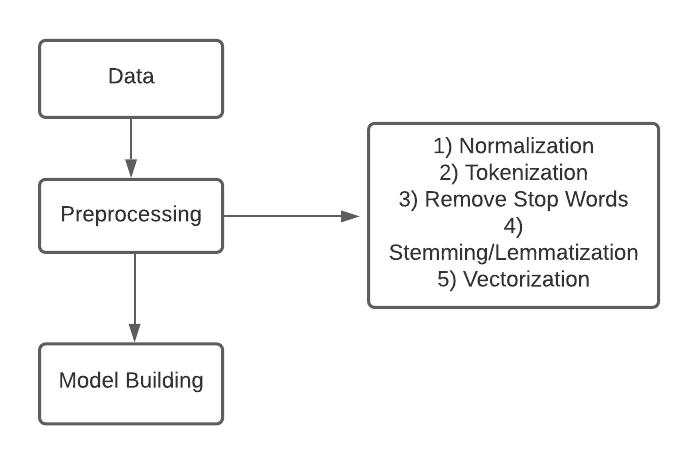 Data
Preprocessing
1) Normalization
2) Tokenization
3) Remove Stop Words
4)
Stemming/Lemmatization
5) Vectorization
Model Building